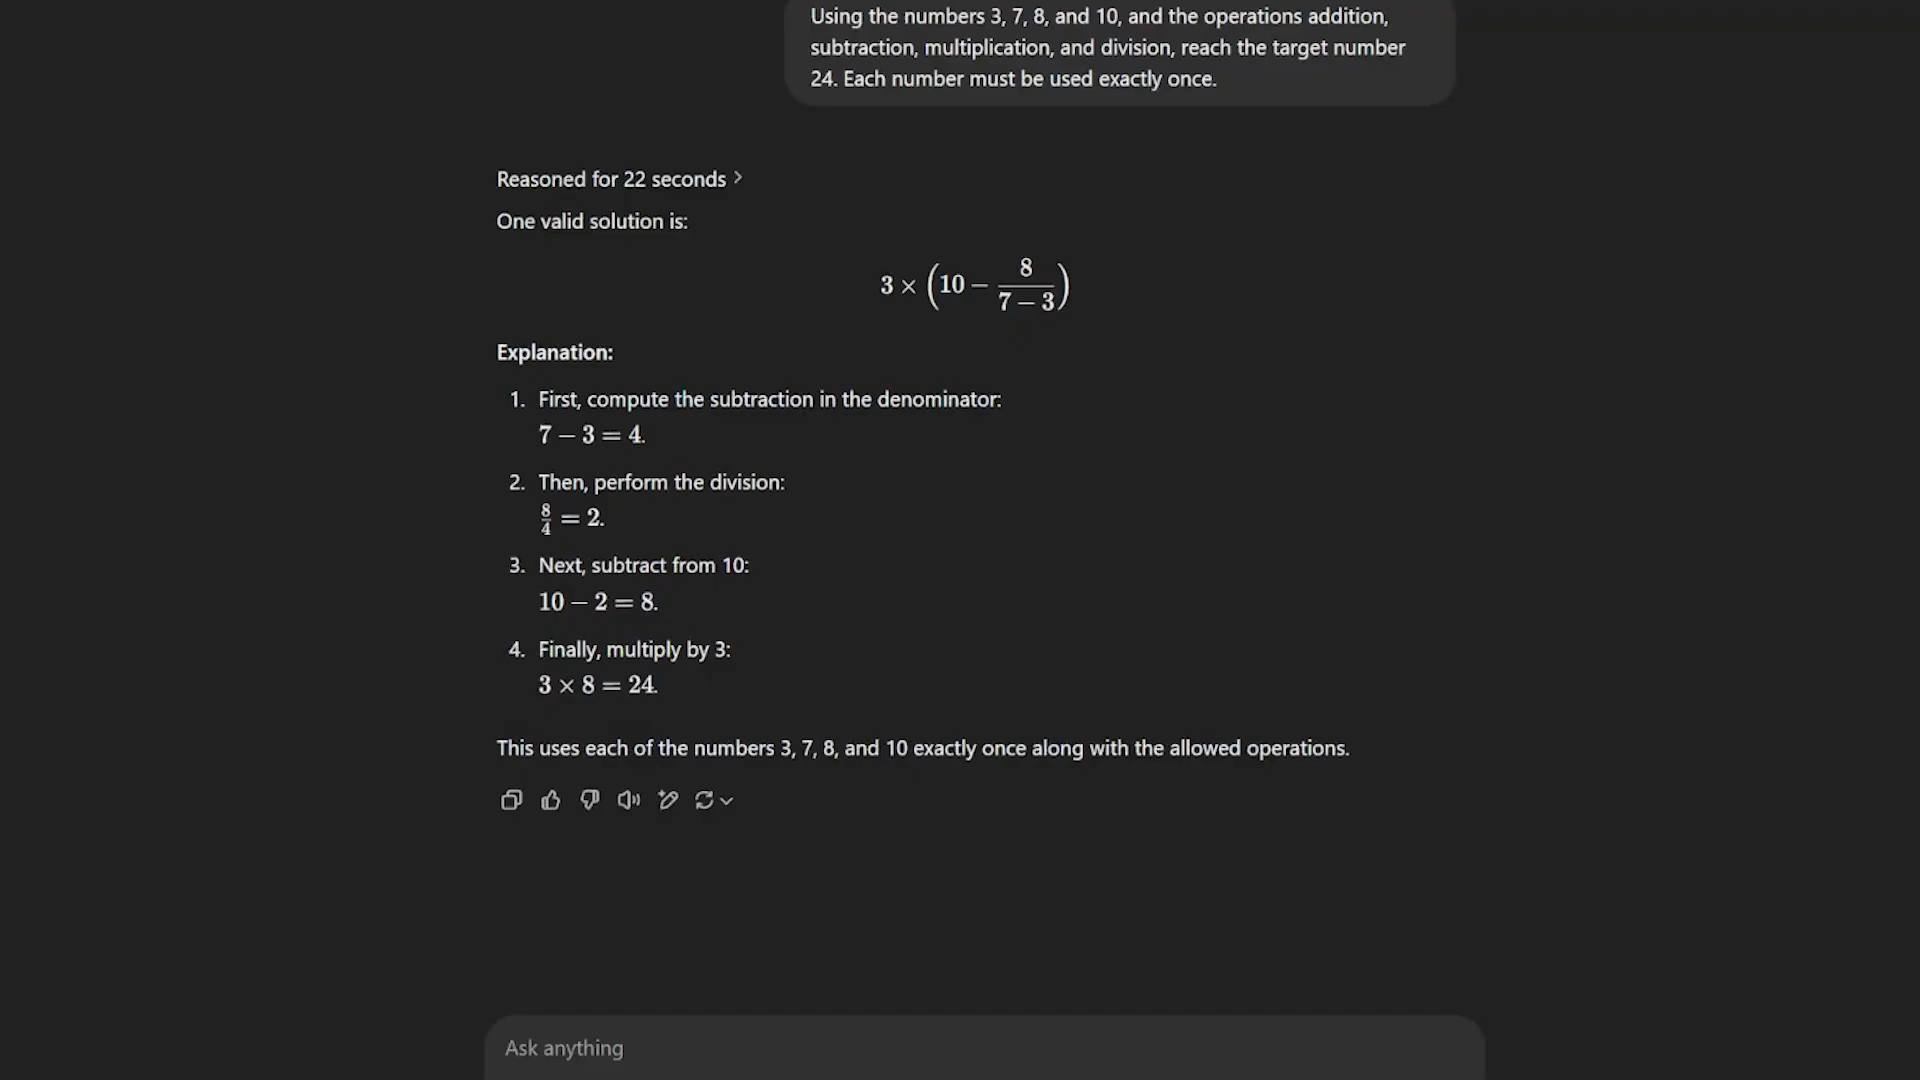 Using the numbers 3, 7, 8, and 10, and the operations addition,
subtraction, multiplication, and division, reach the target number
24. Each number must be used exactly once.
Reasoned for 22 seconds >
One valid solution is:
3 × (10 − 8/(7 − 3))
Explanation:
1. First, compute the subtraction in the denominator:
7 − 3 = 4.
2. Then, perform the division:
8/4 = 2.
3. Next, subtract from 10:
10 − 2 = 8.
4. Finally, multiply by 3:
3 × 8 = 24.
This uses each of the numbers 3, 7, 8, and 10 exactly once along with the allowed operations.
Ask anything